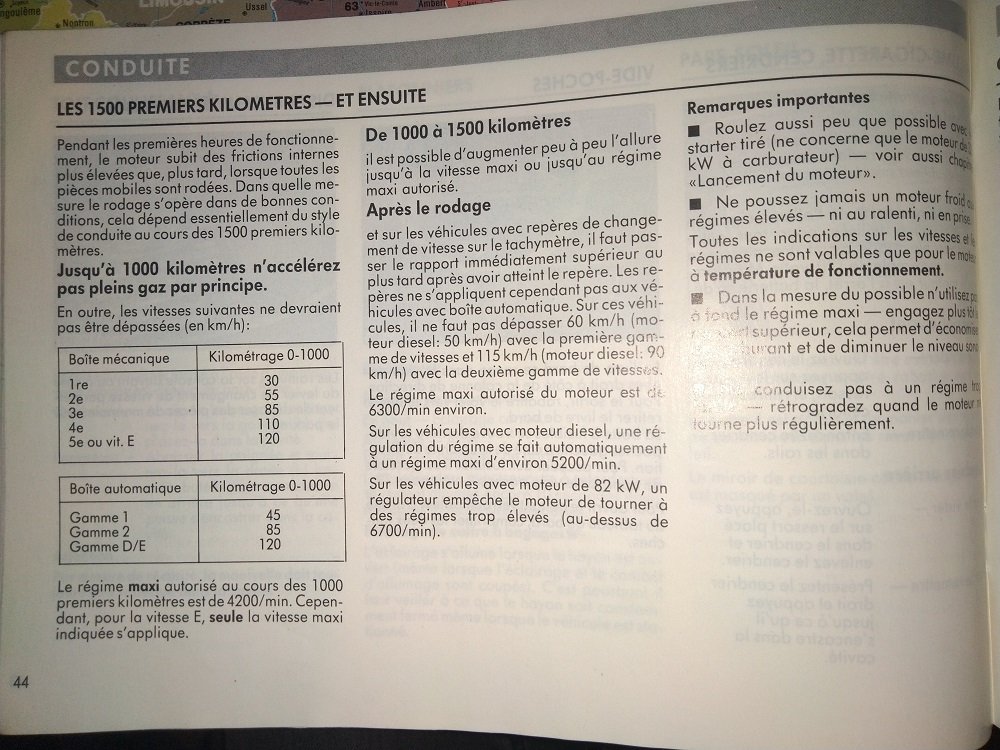 LIMOUSIN
Ussel
Nontron
CORRÈZE
63
Issoire
Ambert
CONDUITE
LES 1500 PREMIERS KILOMETRES — ET ENSUITE
Pendant les premières heures de fonctionne-
ment, le moteur subit des frictions internes
plus élevées que, plus tard, lorsque toutes les
pièces mobiles sont rodées. Dans quelle me-
sure le rodage s'opère dans de bonnes con-
ditions, cela dépend essentiellement du style
de conduite au cours des 1500 premiers kilo-
mètres.
Jusqu'à 1000 kilomètres n'accélérez
pas pleins gaz par principe.
En outre, les vitesses suivantes ne devraient
pas être dépassées (en km/h):
Boîte mécanique Kilométrage 0-1000
1re 30
2e 55
3e 85
4e 110
5e ou vit. E 120
Boîte automatique Kilométrage 0-1000
Gamme 1 45
Gamme 2 85
Gamme D/E 120
Le régime maxi autorisé au cours des 1000
premiers kilomètres est de 4200/min. Cepen-
dant, pour la vitesse E, seule la vitesse maxi
indiquée s'applique.
44
De 1000 à 1500 kilomètres
il est possible d'augmenter peu à peu l'allure
jusqu'à la vitesse maxi ou jusqu'au régime
maxi autorisé.
Après le rodage
et sur les véhicules avec repères de change-
ment de vitesse sur le tachymètre, il faut pas-
ser le rapport immédiatement supérieur au
plus tard après avoir atteint le repère. Les re-
pères ne s'appliquent cependant pas aux vé-
hicules avec boîte automatique. Sur ces véhi-
cules, il ne faut pas dépasser 60 km/h (mo-
teur diesel: 50 km/h) avec la première gam-
me de vitesses et 115 km/h (moteur diesel: 90
km/h) avec la deuxième gamme de vitesses.
Le régime maxi autorisé du moteur est de
6300/min environ.
Sur les véhicules avec moteur diesel, une ré-
gulation du régime se fait automatiquement
à un régime maxi d'environ 5200/min.
Sur les véhicules avec moteur de 82 kW, un
régulateur empêche le moteur de tourner à
des régimes trop élevés (au-dessus de
6700/min).
Remarques importantes
■ Roulez aussi peu que possible avec
starter tiré (ne concerne que le moteur de
kW à carburateur) — voir aussi
«Lancement du moteur».
■ Ne poussez jamais un moteur froid
régimes élevés — ni au ralenti, ni en prise.
Toutes les indications sur les vitesses et
régimes ne sont valables que pour le
à température de fonctionnement.
■ Dans la mesure du possible n'utilisez
à fond le régime maxi — engagez plus tôt
supérieur, cela permet
et de diminuer le niveau
conduisez pas à un régime
— rétrogradez quand le moteur
tourne plus régulièrement.